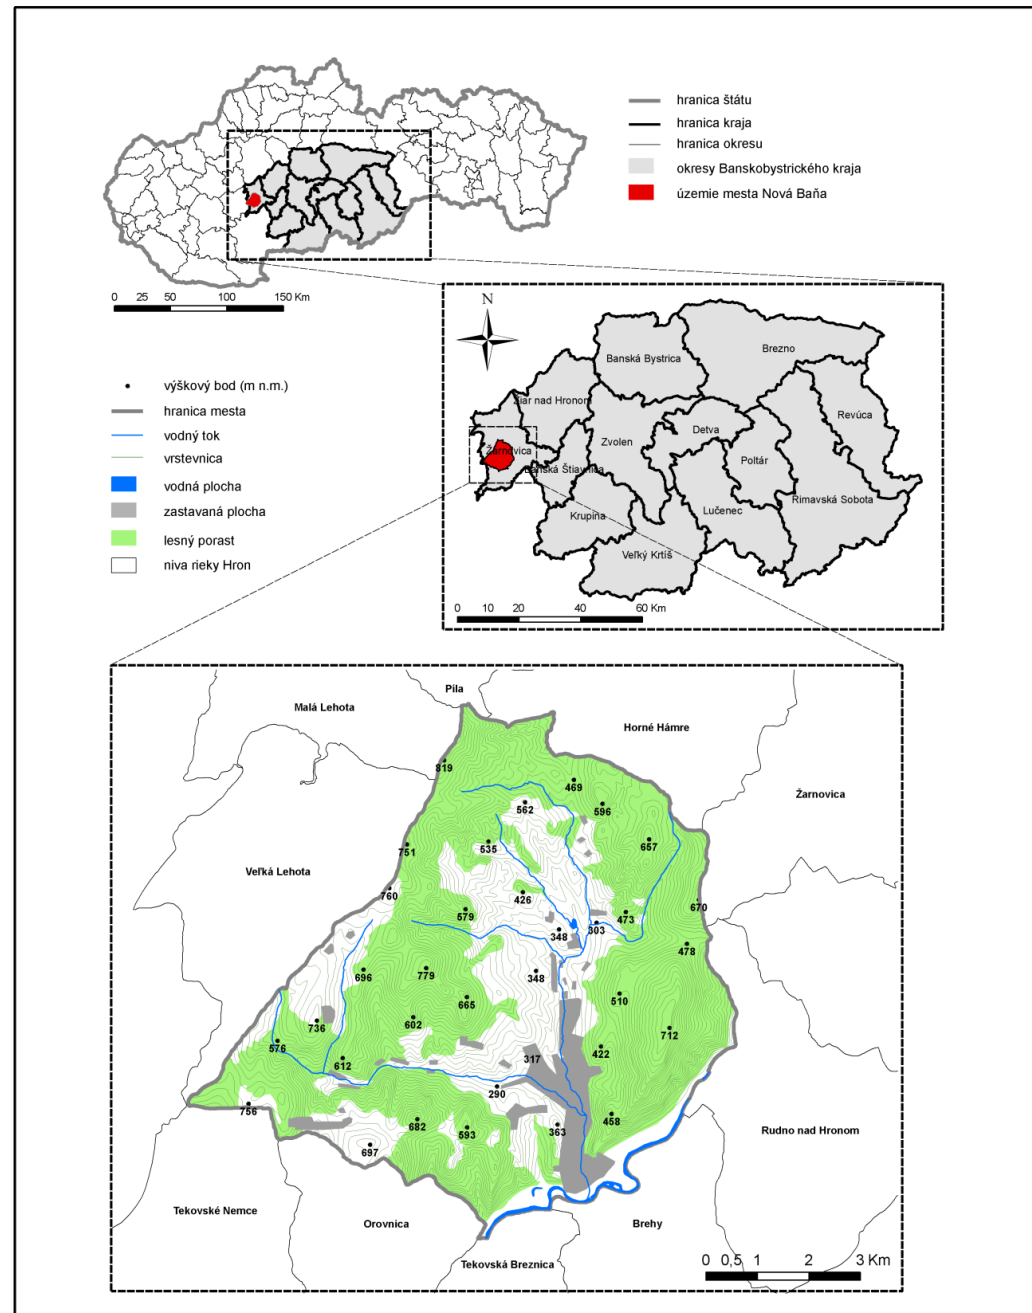 hranica štátu
hranica kraja
hranica okresu
okresy Banskobystrického kraja
územie mesta Nová Baňa
0 25 50 100 150 Km
N
Banská Bystrica
Brezno
Žiar nad Hronom
Revúca
Detva
Zvolen
Žarnovica
Poltár
Banská Štiavnica
Rimavská Sobota
Lučenec
Krupina
Veľký Krtíš
0 10 20 40 60 Km
výškový bod (m n.m.)
hranica mesta
vodný tok
vrstevnica
vodná plocha
zastavaná plocha
lesný porast
niva rieky Hron
Píla
Malá Lehota
Horné Hámre
819
469
Žarnovica
562
596
657
535
751
Veľká Lehota
760
426
670
579
473
348
303
478
696
779
348
665
510
736
602
712
576
317
422
612
290
756
682
593
363
458
697
Rudno nad Hronom
Tekovské Nemce
Orovnica
Brehy
Tekovská Breznica
0 0,5 1 2 3 Km